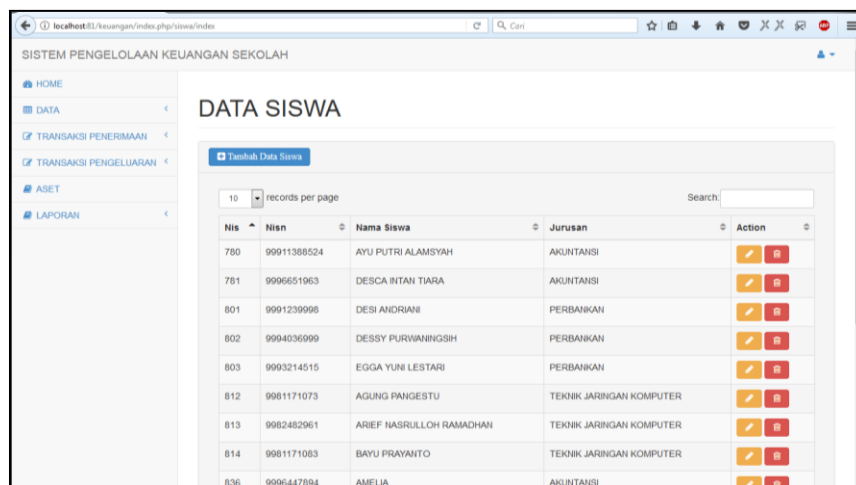 localhost:81/keuangan/index.php/siswa/index
Cari
SISTEM PENGELOLAAN KEUANGAN SEKOLAH
HOME
DATA
TRANSAKSI PENERIMAAN
TRANSAKSI PENGELUARAN
ASET
LAPORAN
DATA SISWA
Tambah Data Siswa
10 records per page
Search:
Nis Nisn Nama Siswa Jurusan Action
780 99911388524 AYU PUTRI ALAMSYAH AKUNTANSI
781 9996651963 DESCA INTAN TIARA AKUNTANSI
801 9991239998 DESI ANDRIANI PERBANKAN
802 9994036999 DESSY PURWANINGSIH PERBANKAN
803 9993214515 EGGA YUNI LESTARI PERBANKAN
812 9981171073 AGUNG PANGESTU TEKNIK JARINGAN KOMPUTER
813 9982482961 ARIEF NASRULLOH RAMADHAN TEKNIK JARINGAN KOMPUTER
814 9981171083 BAYU PRAYANTO TEKNIK JARINGAN KOMPUTER
836 9996447894 AMELIA AKUNTANSI